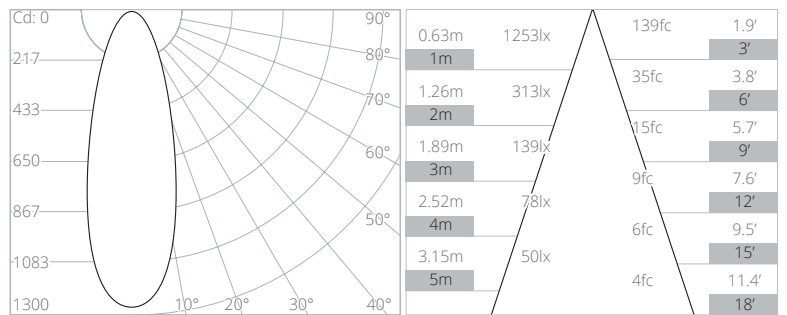 Cd: 0
217
433
650
867
1083
1300
90°
80°
70°
60°
50°
10°
20°
30°
40°
0.63m 1253lx
1m
1.26m 313lx
2m
1.89m 139lx
3m
2.52m 78lx
4m
3.15m 50lx
5m
139fc 1.9’
3’
35fc 3.8’
6’
15fc 5.7’
9’
9fc 7.6’
12’
6fc 9.5’
15’
4fc 11.4’
18’